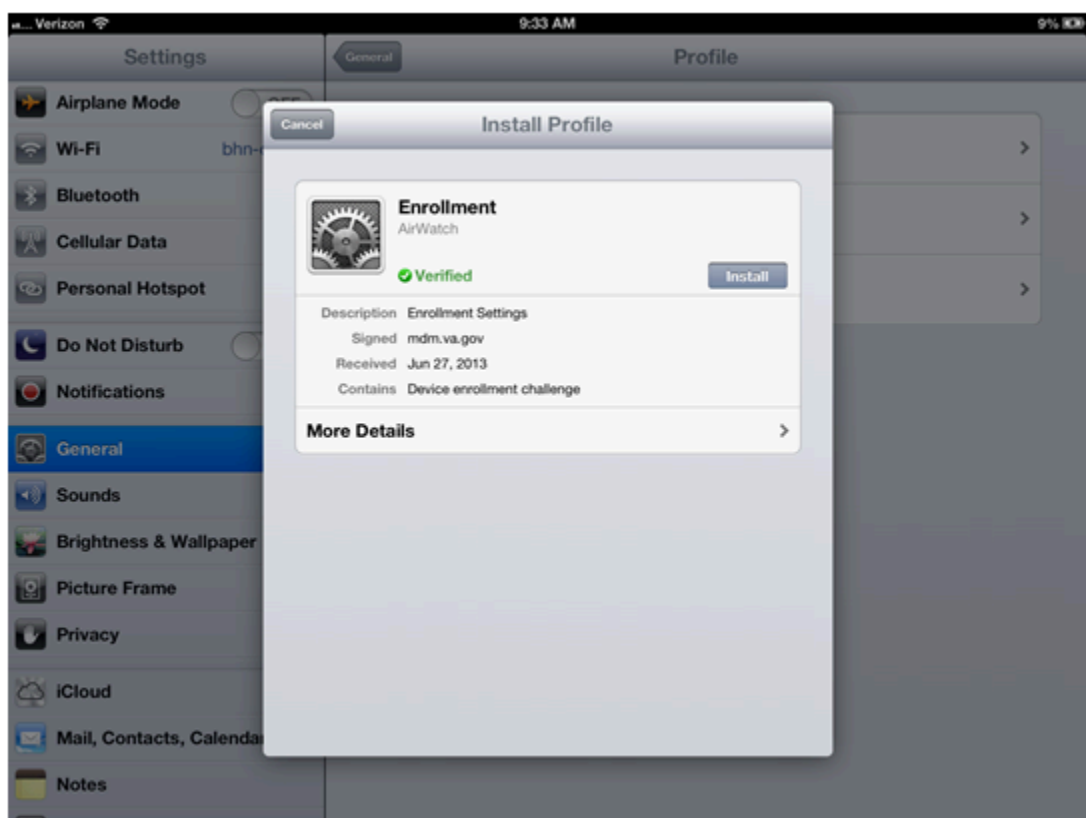 Verizon
9:33 AM
9%
Settings
General
Profile
Airplane Mode
Wi-Fi
Bluetooth
Cellular Data
Personal Hotspot
Do Not Disturb
Notifications
General
Sounds
Brightness & Wallpaper
Picture Frame
Privacy
iCloud
Mail, Contacts, Calenda
Notes
Cancel
Install Profile
Enrollment
AirWatch
Verified
Install
Description Enrollment Settings
Signed mdm.va.gov
Received Jun 27, 2013
Contains Device enrollment challenge
More Details